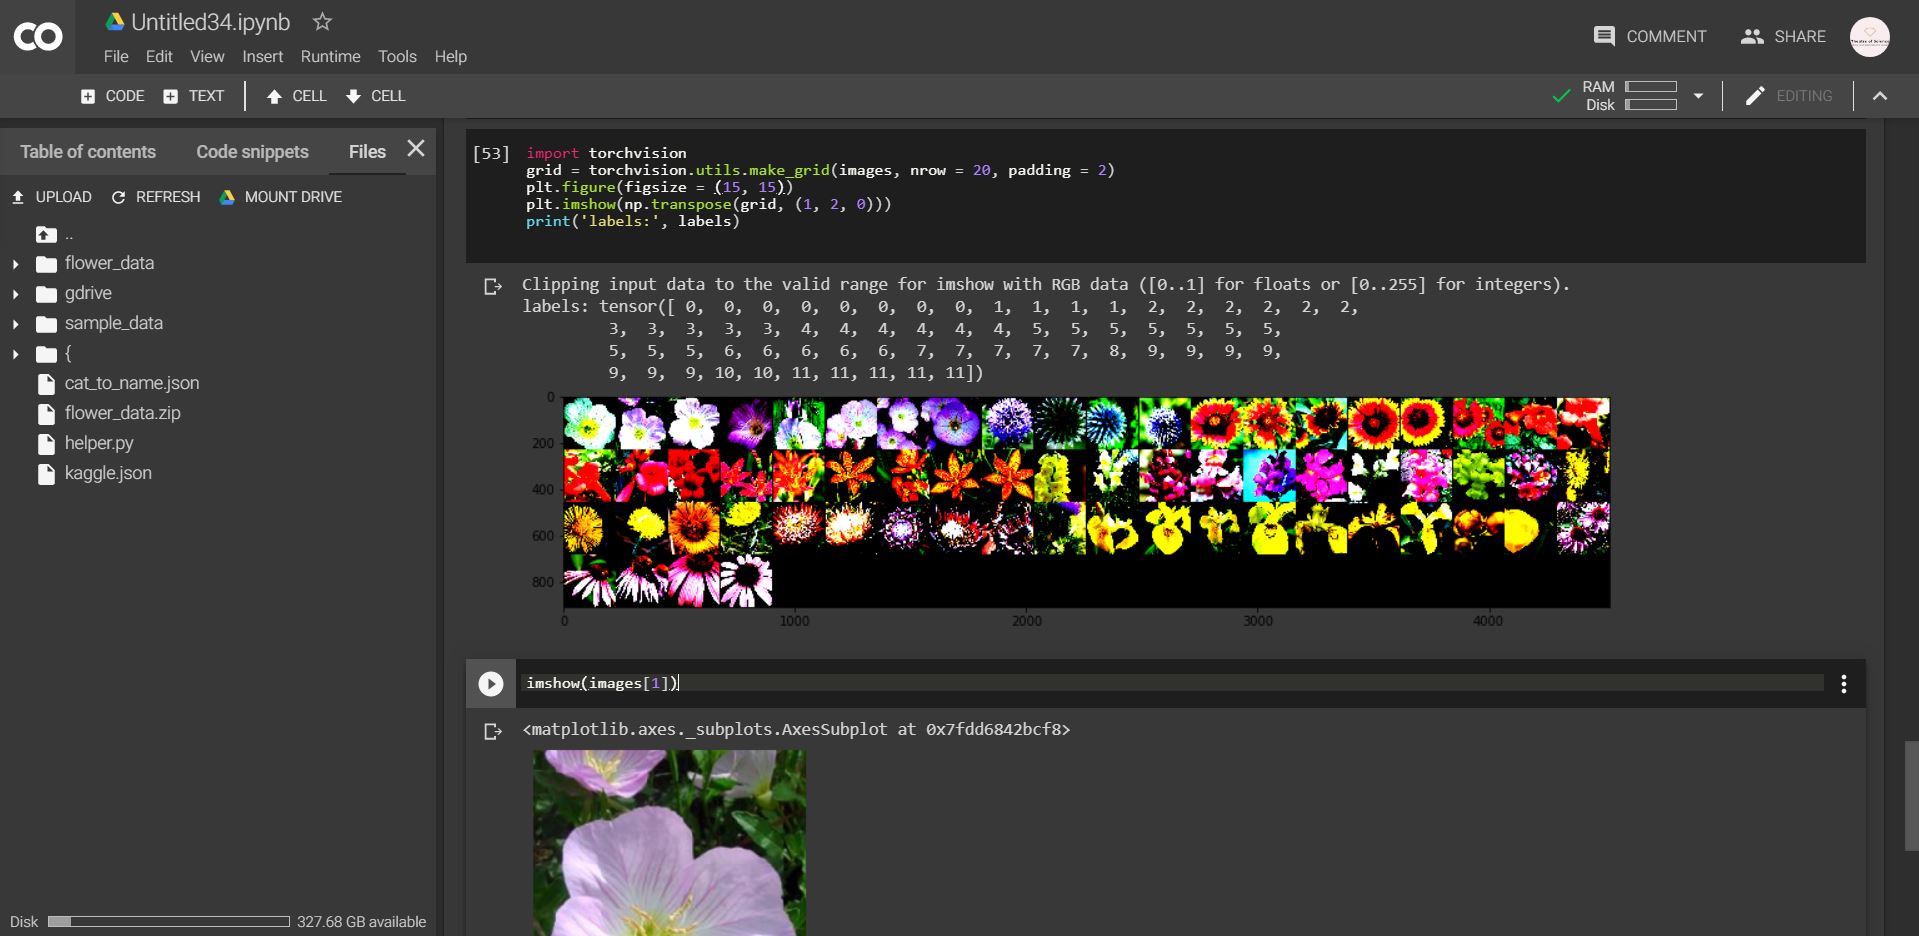 CO
Untitled34.ipynb
COMMENT
SHARE
File Edit View Insert Runtime Tools Help
CODE TEXT CELL CELL
RAM
Disk
EDITING
Table of contents Code snippets Files
UPLOAD REFRESH MOUNT DRIVE
..
flower_data
gdrive
sample_data
{
cat_to_name.json
flower_data.zip
helper.py
kaggle.json
Disk 327.68 GB available
[53] import torchvision
grid = torchvision.utils.make_grid(images, nrow = 20, padding = 2)
plt.figure(figsize = (15, 15))
plt.imshow(np.transpose(grid, (1, 2, 0)))
print('labels:', labels)
Clipping input data to the valid range for imshow with RGB data ([0..1] for floats or [0..255] for integers).
labels: tensor([ 0, 0, 0, 0, 0, 0, 0, 0, 1, 1, 1, 1, 2, 2, 2, 2, 2, 2,
3, 3, 3, 3, 3, 4, 4, 4, 4, 4, 4, 5, 5, 5, 5, 5, 5, 5, 5,
5, 5, 5, 6, 6, 6, 6, 6, 7, 7, 7, 7, 7, 8, 9, 9, 9, 9,
9, 9, 9, 10, 10, 11, 11, 11, 11, 11])
0
200
400
600
800
0 1000 2000 3000 4000
imshow(images[1])
<matplotlib.axes._subplots.AxesSubplot at 0x7fdd6842bcf8>